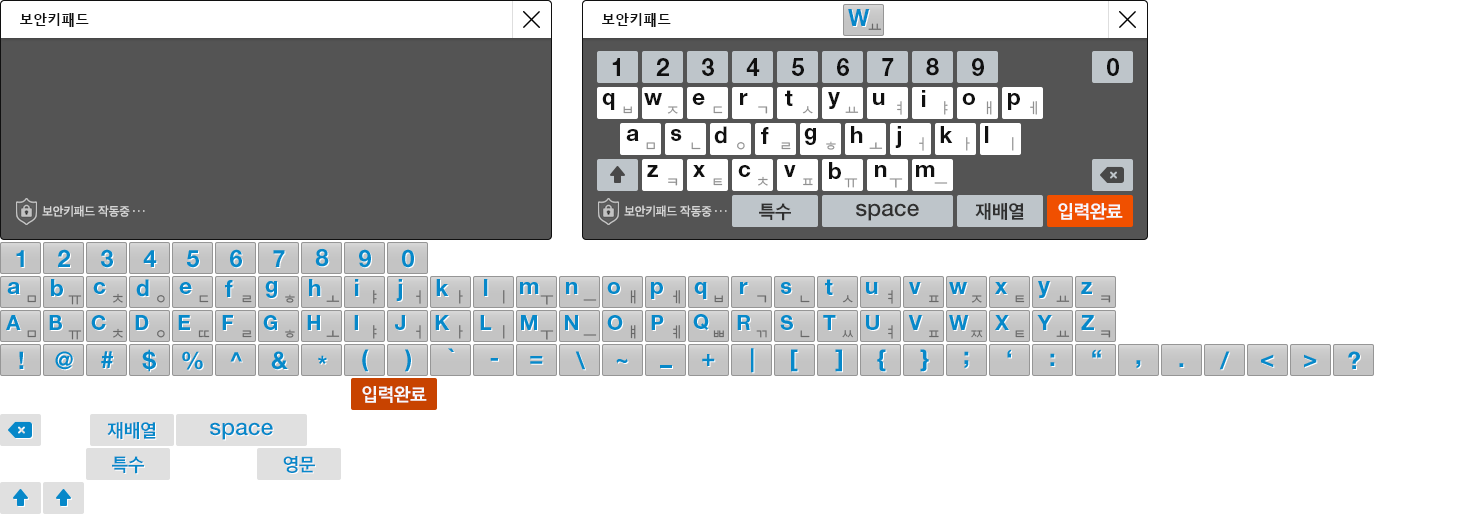 보안키패드
보안키패드 작동중 ···
보안키패드 W ㅛ
1 2 3 4 5 6 7 8 9 0
q ㅂ w ㅈ e ㄷ r ㄱ t ㅅ y ㅛ u ㅕ i ㅑ o ㅐ p ㅔ
a ㅁ s ㄴ d ㅇ f ㄹ g ㅎ h ㅗ j ㅓ k ㅏ l ㅣ
z ㅋ x ㅌ c ㅊ v ㅍ b ㅠ n ㅜ m ㅡ
보안키패드 작동중 ··· 특수 space 재배열 입력완료
1 2 3 4 5 6 7 8 9 0
a ㅁ b ㅠ c ㅊ d ㅇ e ㄷ f ㄹ g ㅎ h ㅗ i ㅑ j ㅓ k ㅏ l ㅣ m ㅜ n ㅡ o ㅐ p ㅔ q ㅂ r ㄱ s ㄴ t ㅅ u ㅕ v ㅍ w ㅈ x ㅌ y ㅛ z ㅋ
A ㅁ B ㅠ C ㅊ D ㅇ E ㄸ F ㄹ G ㅎ H ㅗ I ㅑ J ㅓ K ㅏ L ㅣ M ㅜ N ㅡ O ㅒ P ㅖ Q ㅃ R ㄲ S ㄴ T ㅆ U ㅕ V ㅍ W ㅉ X ㅌ Y ㅛ Z ㅋ
! @ # $ % ^ & * ( ) ` - = \ ~ _ + | [ ] { } ; ‘ : “ , . / < > ?
입력완료
재배열 space
특수 영문